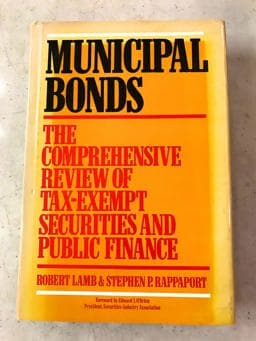 MUNICIPAL
BONDS
THE
COMPREHENSIVE
REVIEW OF
TAX-EXEMPT
SECURITIES AND
PUBLIC FINANCE
ROBERT LAMB & STEPHEN P. RAPPAPORT
Foreword by Edward I. O'Brien
President, Securities Industry Association